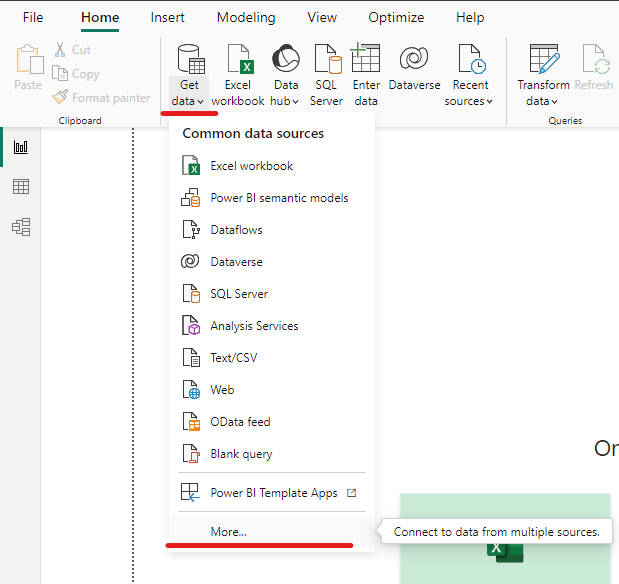 File Home Insert Modeling View Optimize Help
Paste
Cut
Copy
Format painter
Clipboard
Get data
Excel workbook
Data hub
SQL Server
Enter data
Dataverse
Recent sources
Transform data
Refresh
Queries
Common data sources
Excel workbook
Power BI semantic models
Dataflows
Dataverse
SQL Server
Analysis Services
Text/CSV
Web
OData feed
Blank query
Power BI Template Apps
More...
Connect to data from multiple sources.